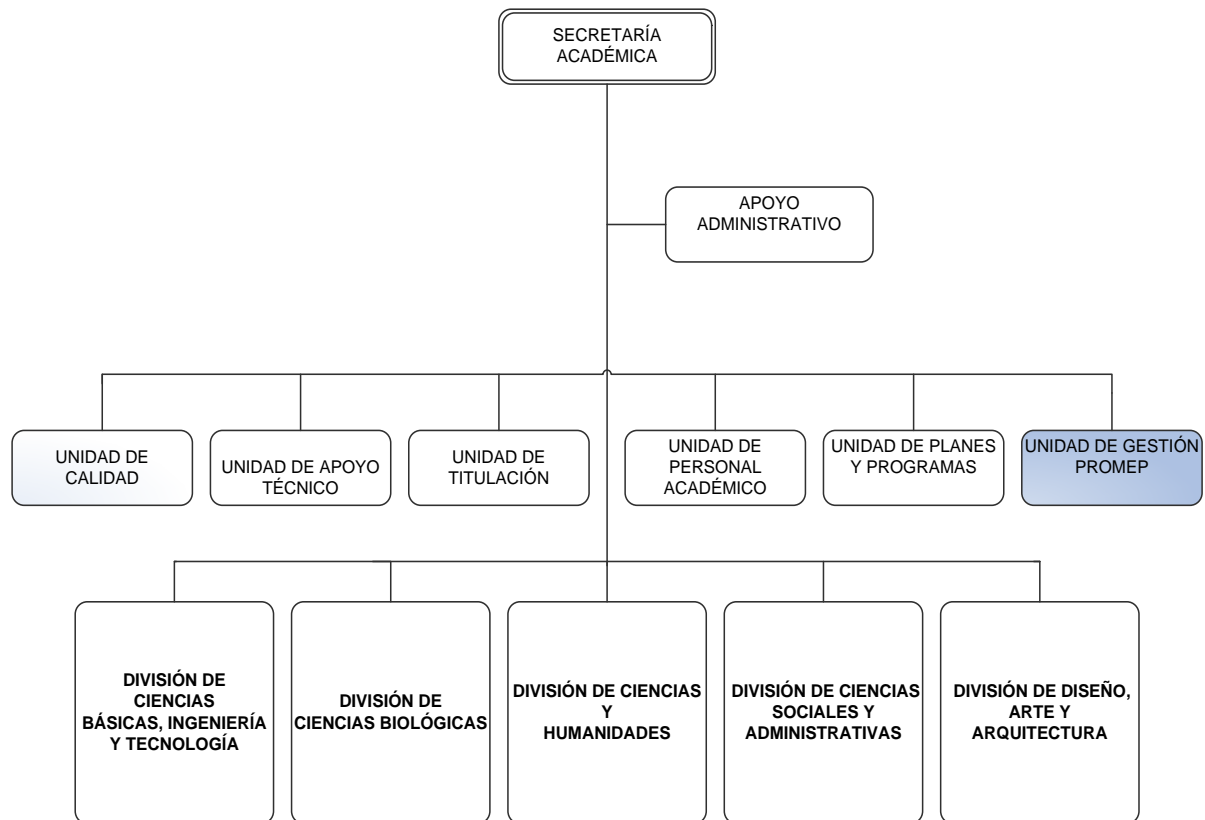 SECRETARÍA
ACADÉMICA
APOYO
ADMINISTRATIVO
UNIDAD DE
CALIDAD
UNIDAD DE APOYO
TÉCNICO
UNIDAD DE
TITULACIÓN
UNIDAD DE
PERSONAL
ACADÉMICO
UNIDAD DE PLANES
Y PROGRAMAS
UNIDAD DE GESTIÓN
PROMEP
DIVISIÓN DE
CIENCIAS
BÁSICAS, INGENIERÍA
Y TECNOLOGÍA
DIVISIÓN DE
CIENCIAS BIOLÓGICAS
DIVISIÓN DE CIENCIAS
Y
HUMANIDADES
DIVISIÓN DE CIENCIAS
SOCIALES Y
ADMINISTRATIVAS
DIVISIÓN DE DISEÑO,
ARTE Y
ARQUITECTURA